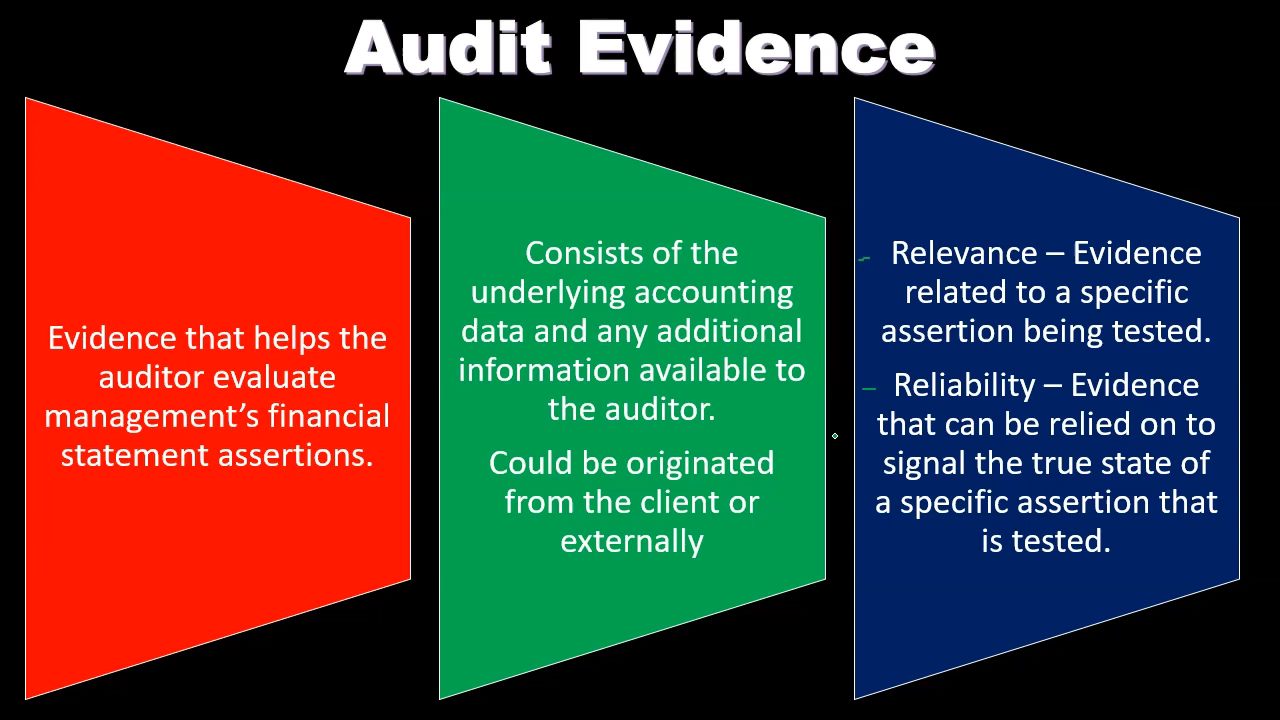 Audit Evidence
Evidence that helps the
auditor evaluate
management’s financial
statement assertions.
Consists of the
underlying accounting
data and any additional
information available to
the auditor.
Could be originated
from the client or
externally
Relevance – Evidence
related to a specific
assertion being tested.
Reliability – Evidence
that can be relied on to
signal the true state of
a specific assertion that
is tested.